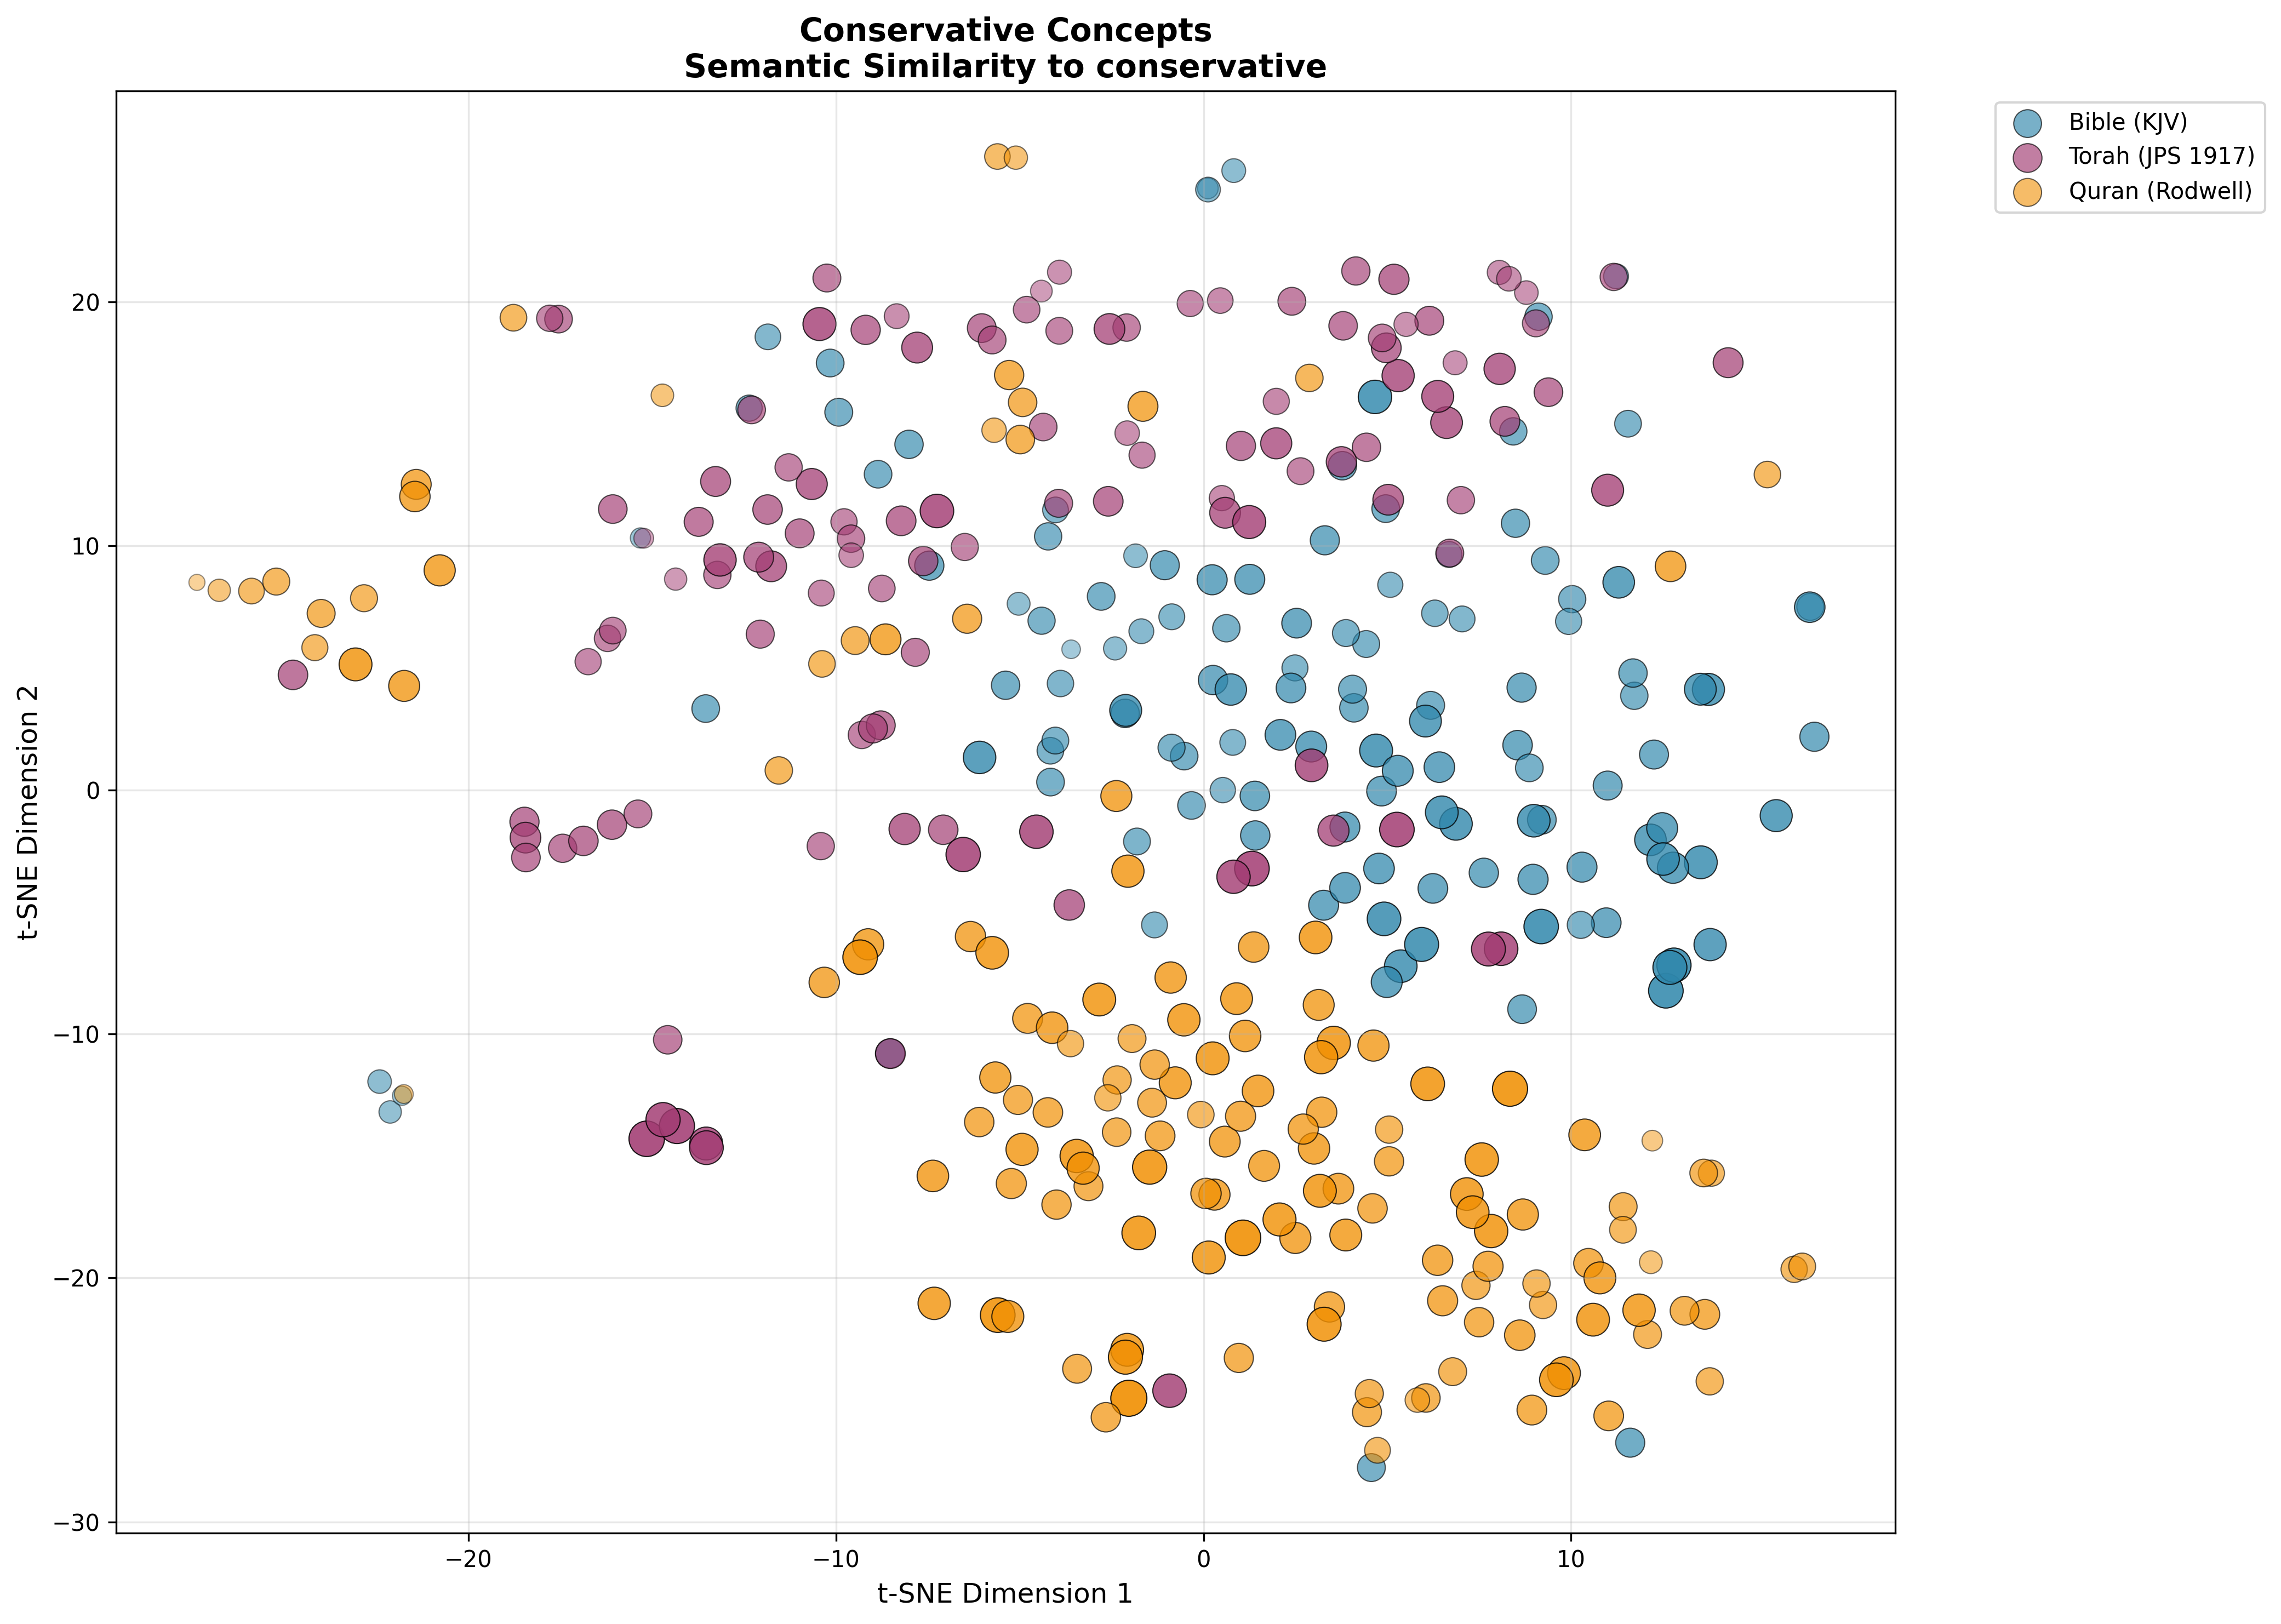 Conservative Concepts
Semantic Similarity to conservative
Bible (KJV)
Torah (JPS 1917)
Quran (Rodwell)
t-SNE Dimension 2
20
10
0
−10
−20
−30
−20
−10
0
10
t-SNE Dimension 1